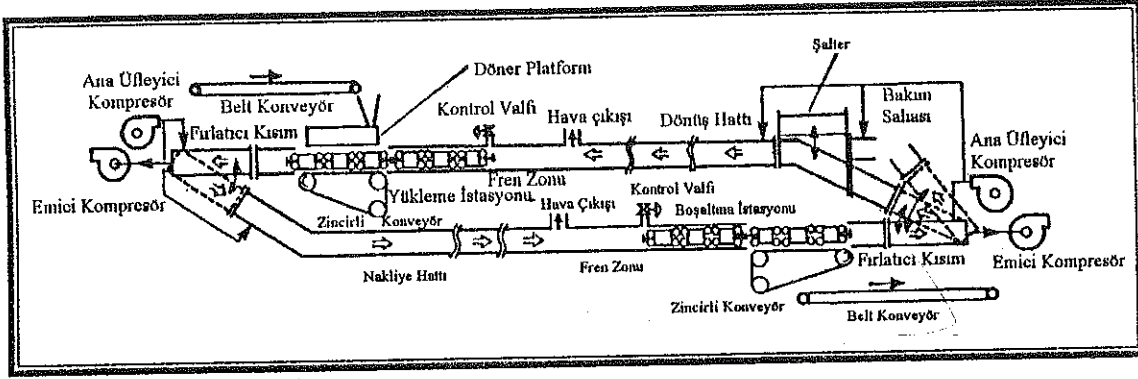 Şalter
Ana Üfleyici
Kompresör
Belt Konveyör
Döner Platform
Kontrol Valfi
Hava çıkışı
Dönüş Hattı
Bakım
Sahası
Ana Üfleyici
Kompresör
Fırlatıcı Kısım
Emici Kompresör
Yükleme İstasyonu
Fren Zonu
Zincirli Konveyör
Hava Çıkışı
Kontrol Valfi
Boşaltma İstasyonu
Nakliye Hattı
Fren Zonu
Fırlatıcı Kısım
Emici Kompresör
Zincirli Konveyör
Belt Konveyör